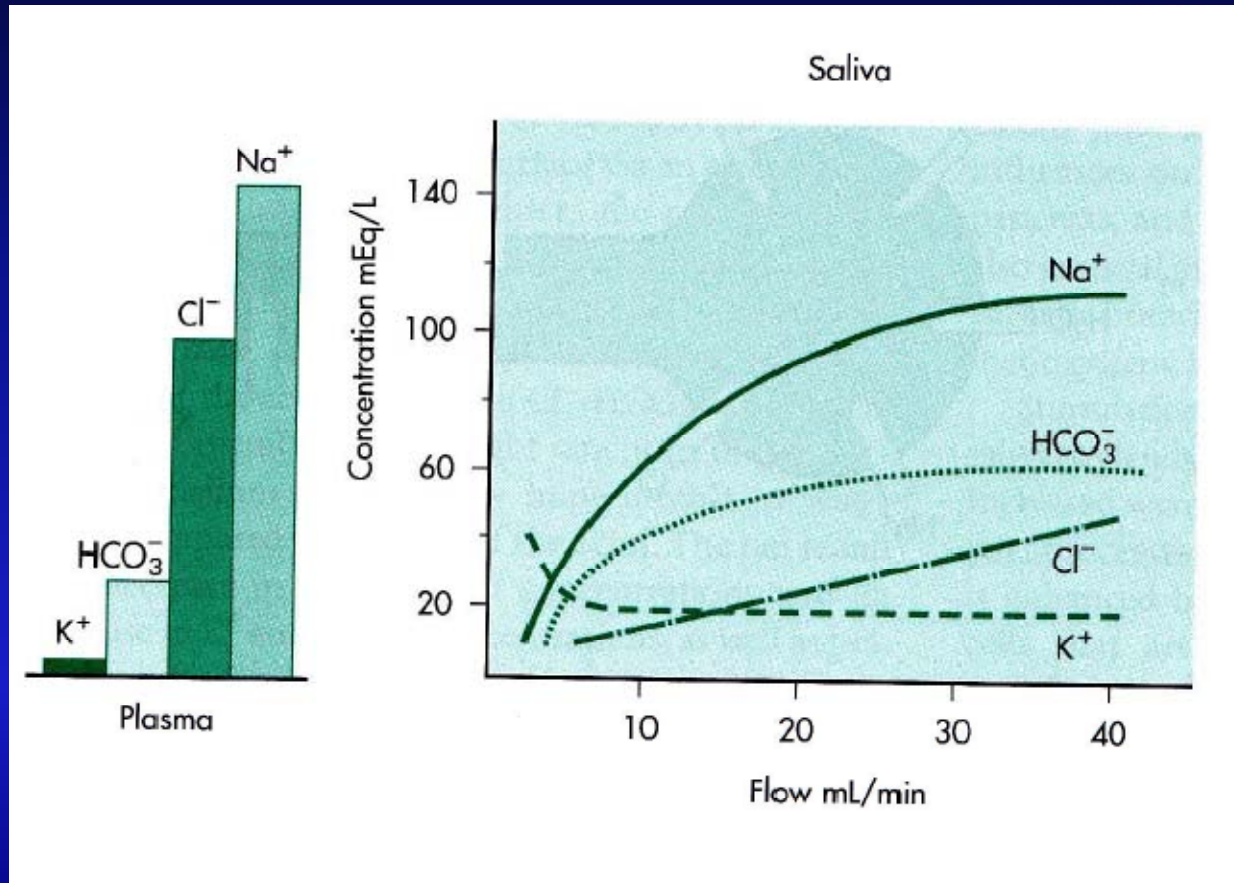 Saliva
Na⁺
Cl⁻
HCO₃⁻
K⁺
Plasma
Concentration mEq/L
140
100
60
20
Na⁺
HCO₃⁻
Cl⁻
K⁺
10 20 30 40
Flow mL/min